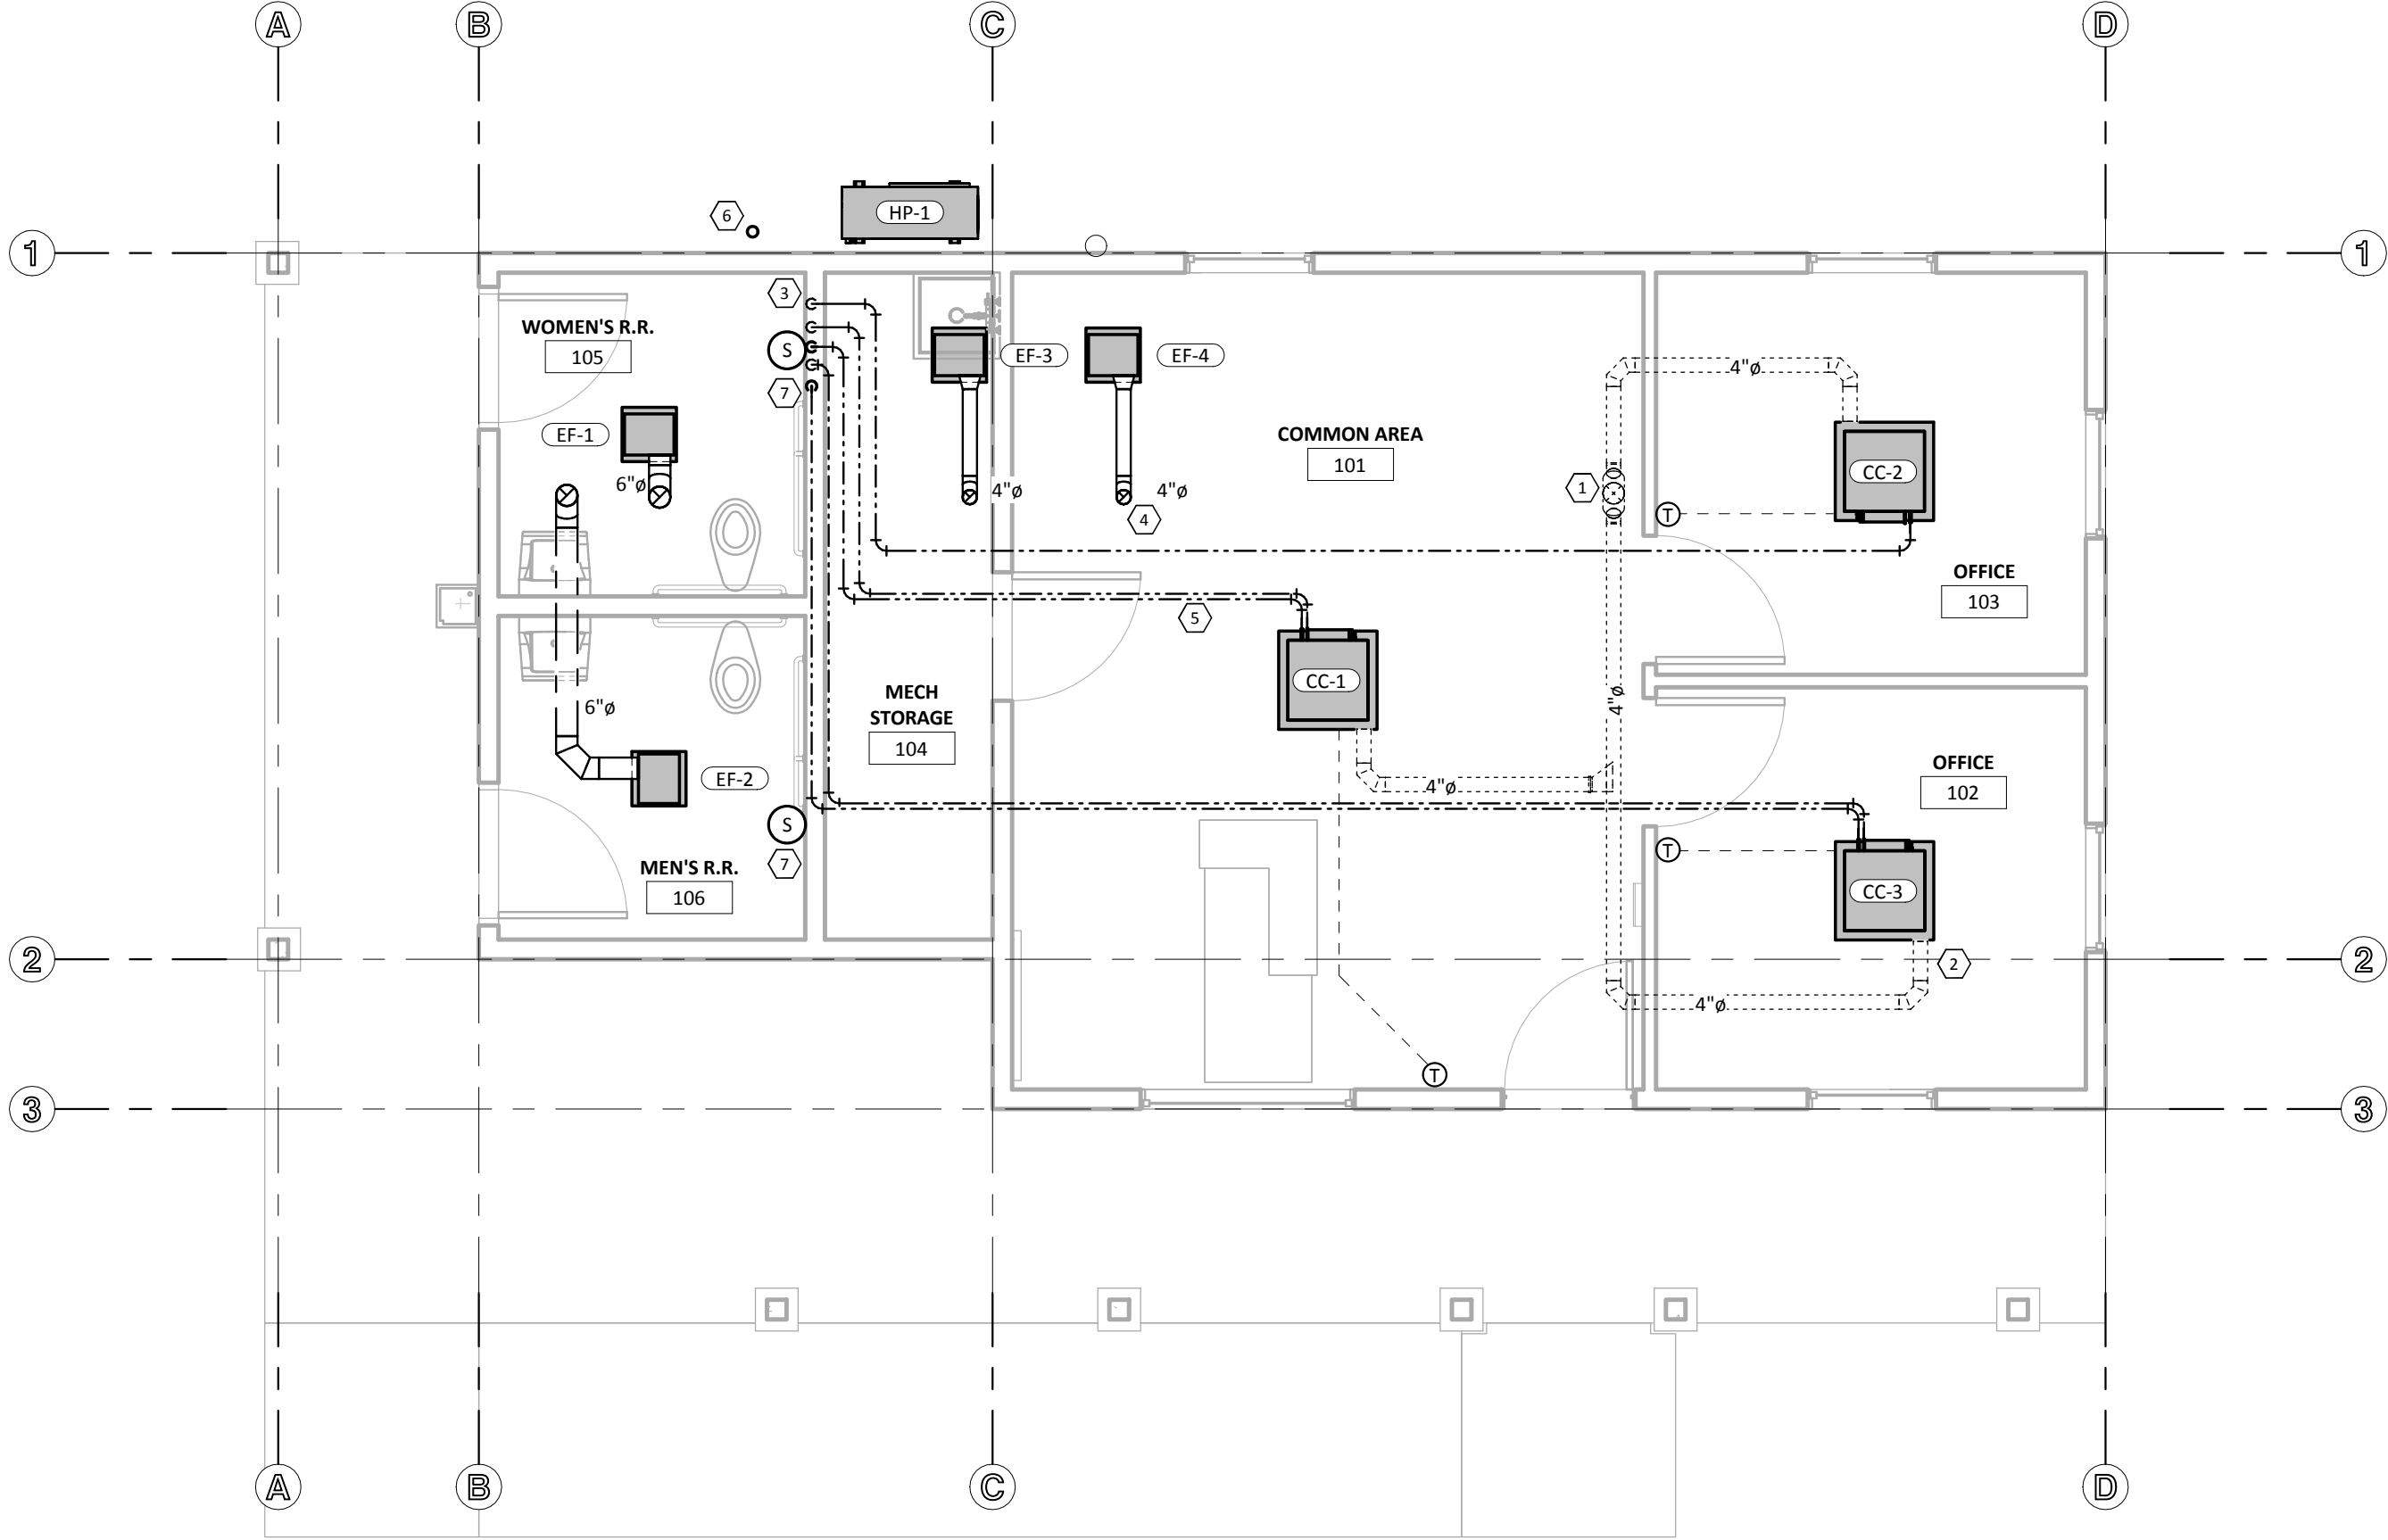 A
B
C
D
6
HP-1
1
1
3
WOMEN'S R.R.
105
S
EF-3
EF-4
4"ø
7
EF-1
COMMON AREA
101
CC-2
6"ø
4"ø
4"ø
1
4
T
OFFICE
103
5
CC-1
MECH
STORAGE
104
6"ø
4"ø
OFFICE
102
EF-2
4"ø
S
7
T
MEN'S R.R.
106
CC-3
2
2
2
4"ø
T
3
3
A
B
C
D